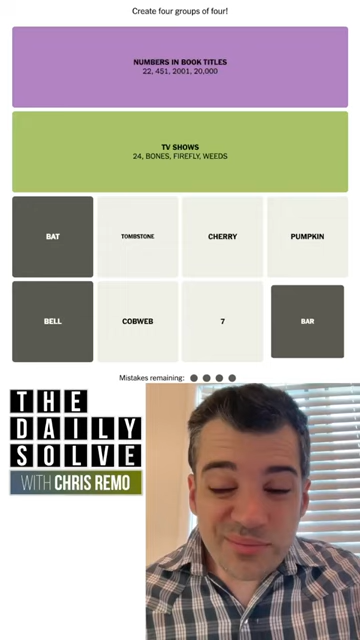 Create four groups of four!
NUMBERS IN BOOK TITLES
22, 451, 2001, 20,000
TV SHOWS
24, BONES, FIREFLY, WEEDS
BAT
TOMBSTONE
CHERRY
PUMPKIN
BELL
COBWEB
7
BAR
Mistakes remaining:
THE
DAILY
SOLVE
WITH CHRIS REMO